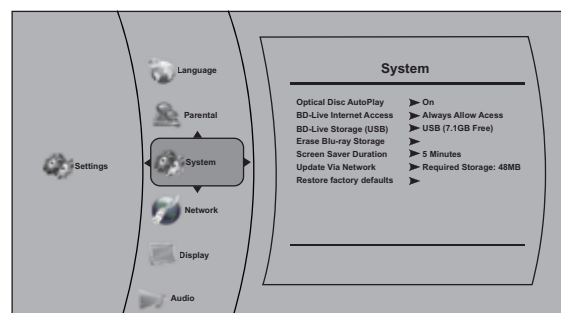 Settings
Language
Parental
System
Network
Display
Audio
System
Optical Disc AutoPlay On
BD-Live Internet Access Always Allow Acess
BD-Live Storage (USB) USB (7.1GB Free)
Erase Blu-ray Storage
Screen Saver Duration 5 Minutes
Update Via Network Required Storage: 48MB
Restore factory defaults